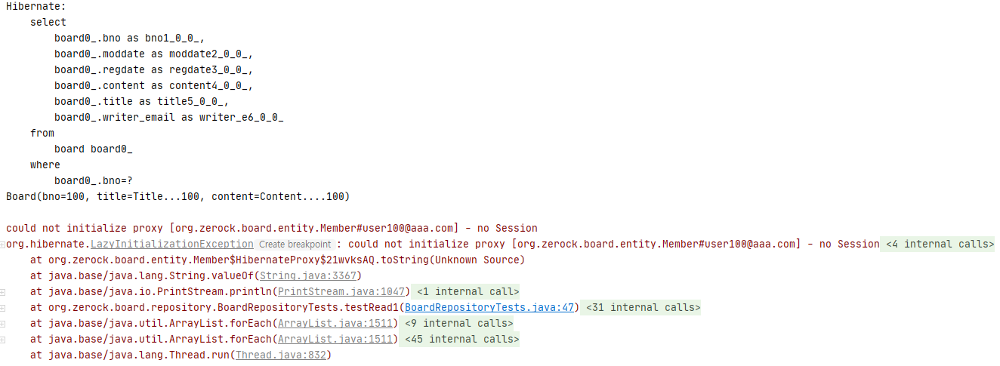 Hibernate:
    select
        board0_.bno as bno1_0_0_,
        board0_.moddate as moddate2_0_0_,
        board0_.regdate as regdate3_0_0_,
        board0_.content as content4_0_0_,
        board0_.title as title5_0_0_,
        board0_.writer_email as writer_e6_0_0_
    from
        board board0_
    where
        board0_.bno=?
Board(bno=100, title=Title...100, content=Content....100)
could not initialize proxy [org.zerock.board.entity.Member#user100@aaa.com] - no Session
org.hibernate.LazyInitializationException Create breakpoint : could not initialize proxy [org.zerock.board.entity.Member#user100@aaa.com] - no Session <4 internal calls>
    at org.zerock.board.entity.Member$HibernateProxy$21wvksAQ.toString(Unknown Source)
    at java.base/java.lang.String.valueOf(String.java:3367)
    at java.base/java.io.PrintStream.println(PrintStream.java:1047) <1 internal call>
    at org.zerock.board.repository.BoardRepositoryTests.testRead1(BoardRepositoryTests.java:47) <31 internal calls>
    at java.base/java.util.ArrayList.forEach(ArrayList.java:1511) <9 internal calls>
    at java.base/java.util.ArrayList.forEach(ArrayList.java:1511) <45 internal calls>
    at java.base/java.lang.Thread.run(Thread.java:832)